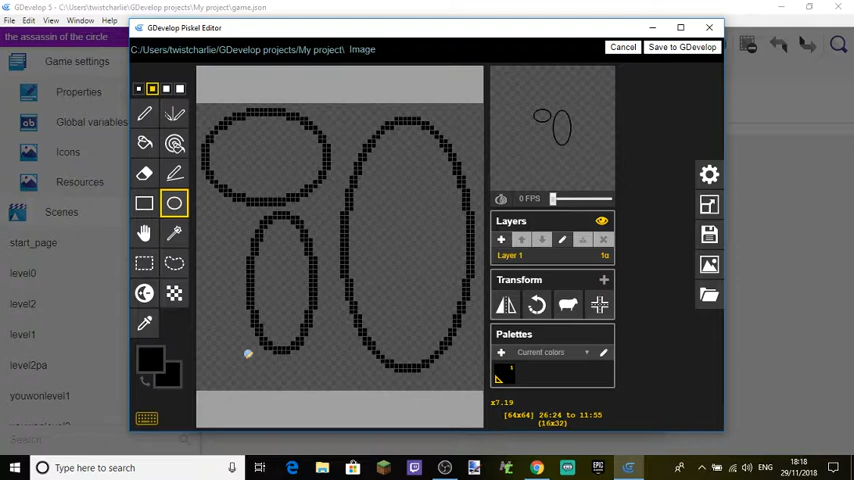 GDevelop 5 - C:\Users\twistcharlie\GDevelop projects\My project\game.json
File Edit View Window Help
the assassin of the circle
GDevelop Piskel Editor
C:/Users/twistcharlie/GDevelop projects/My project\ Image
Cancel
Save to GDevelop
Game settings
Properties
Global variables
Icons
Resources
Scenes
start_page
level0
level2
level1
level2pa
youwonlevel1
Search
0 FPS
Layers
Layer 1
1α
Transform
Palettes
Current colors
1
x7.19
[64x64] 26:24 to 11:55
(16x32)
Type here to search
EPIC
ENG
18:18
29/11/2018